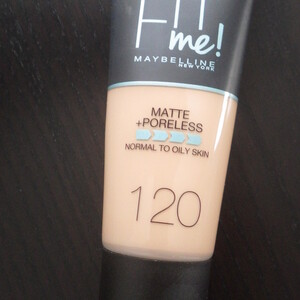 Fit
me!
MAYBELLINE
NEW YORK
MATTE
+PORELESS
NORMAL TO OILY SKIN
120